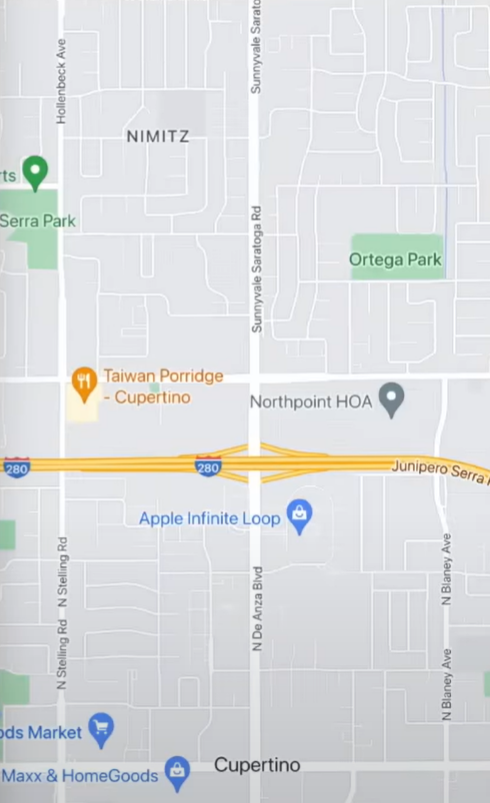 Hollenbeck Ave
Sunnyvale Sarato
NIMITZ
rts
Serra Park
Sunnyvale Saratoga Rd
Ortega Park
Taiwan Porridge
- Cupertino
Northpoint HOA
280
280
Junipero Serra
Apple Infinite Loop
N Stelling Rd
N De Anza Blvd
N Blaney Ave
N Stelling Rd
N Blaney Ave
ods Market
Cupertino
Maxx & HomeGoods